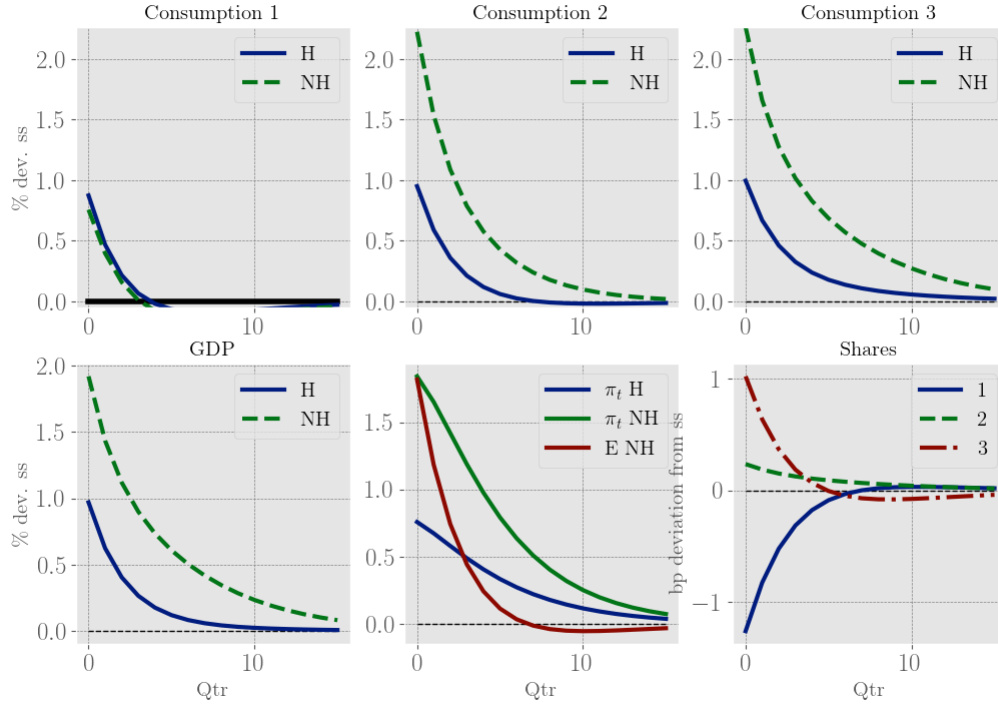 Consumption 1
Consumption 2
Consumption 3
% dev. ss
2.0
1.5
1.0
0.5
0.0
H
NH
0
10
2.0
1.5
1.0
0.5
0.0
H
NH
0
10
2.0
1.5
1.0
0.5
0.0
H
NH
0
10
GDP
Shares
% dev. ss
2.0
1.5
1.0
0.5
0.0
H
NH
0
10
Qtr
1.5
1.0
0.5
0.0
πt H
πt NH
E NH
0
10
Qtr
bp deviation from ss
1
0
−1
1
2
3
0
10
Qtr